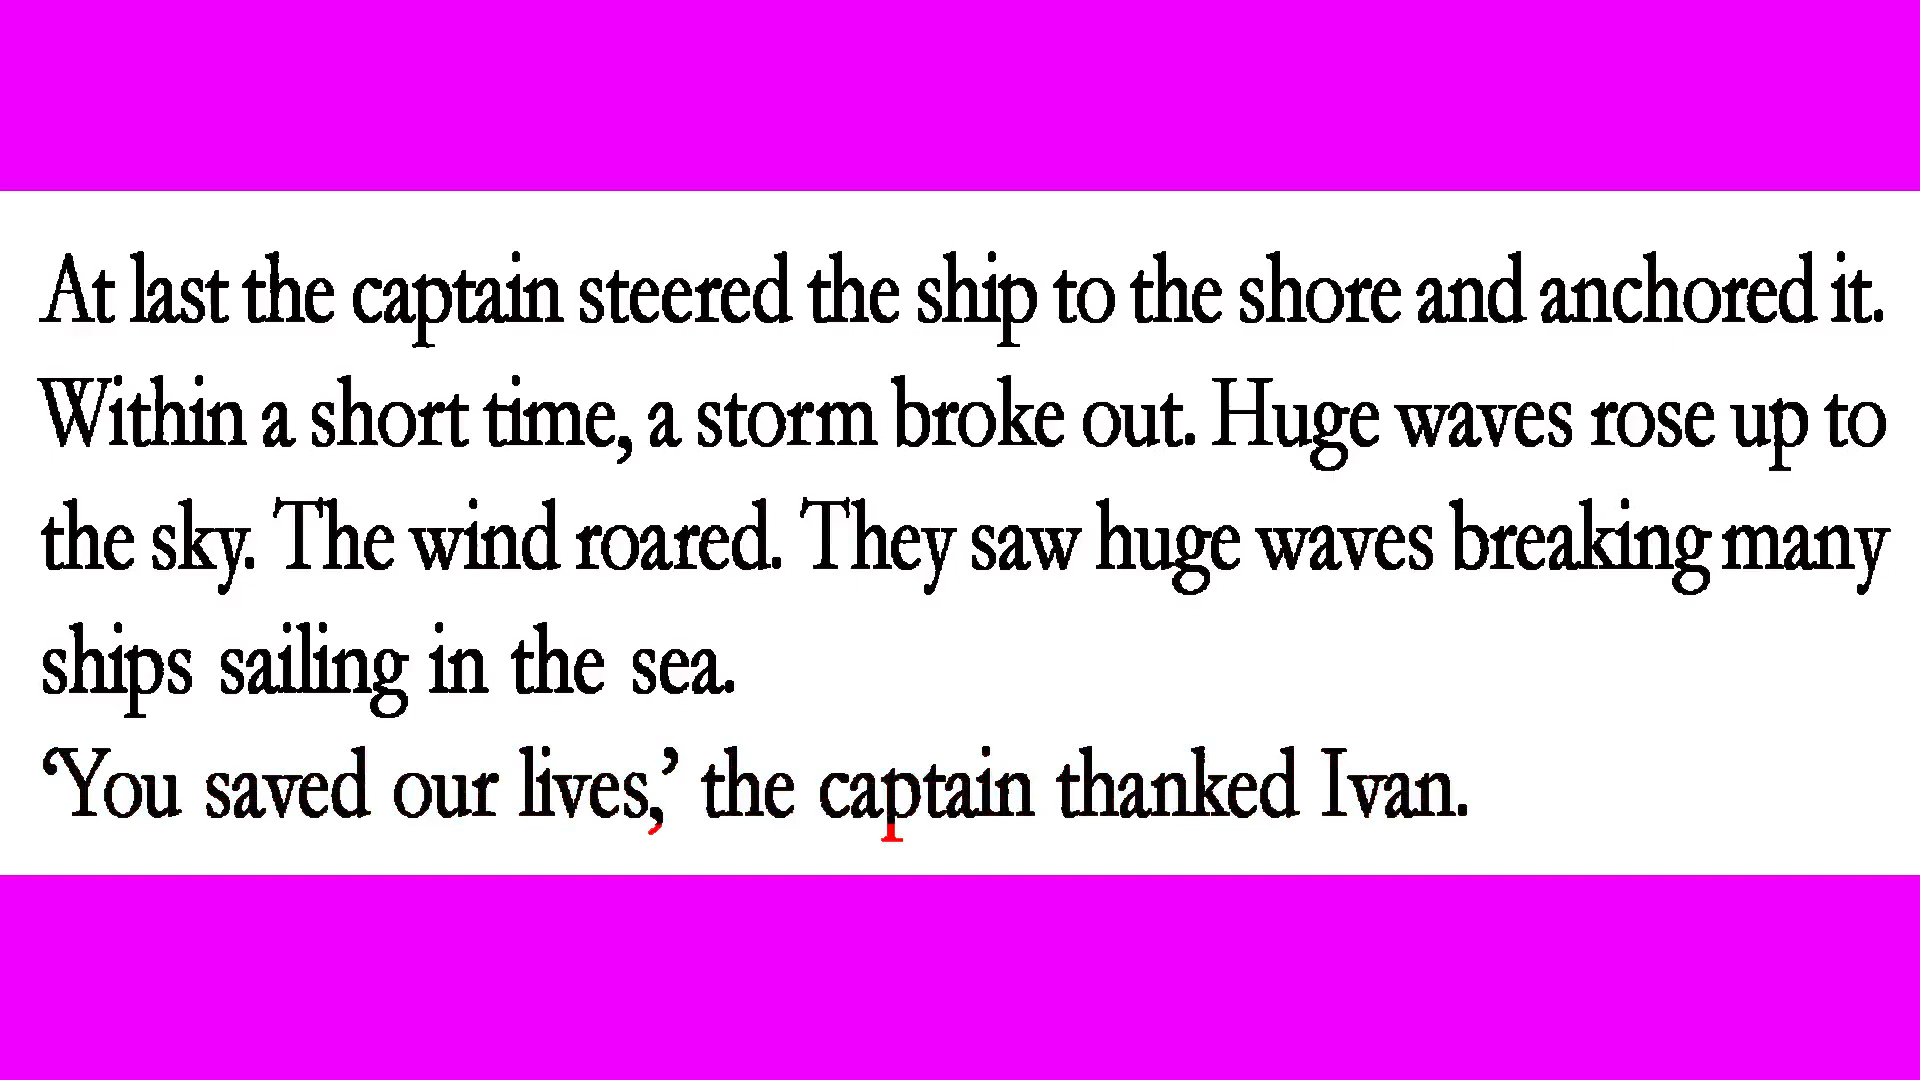 At last the captain steered the ship to the shore and anchored it.
Within a short time, a storm broke out. Huge waves rose up to
the sky. The wind roared. They saw huge waves breaking many
ships sailing in the sea.
‘You saved our lives,’ the captain thanked Ivan.